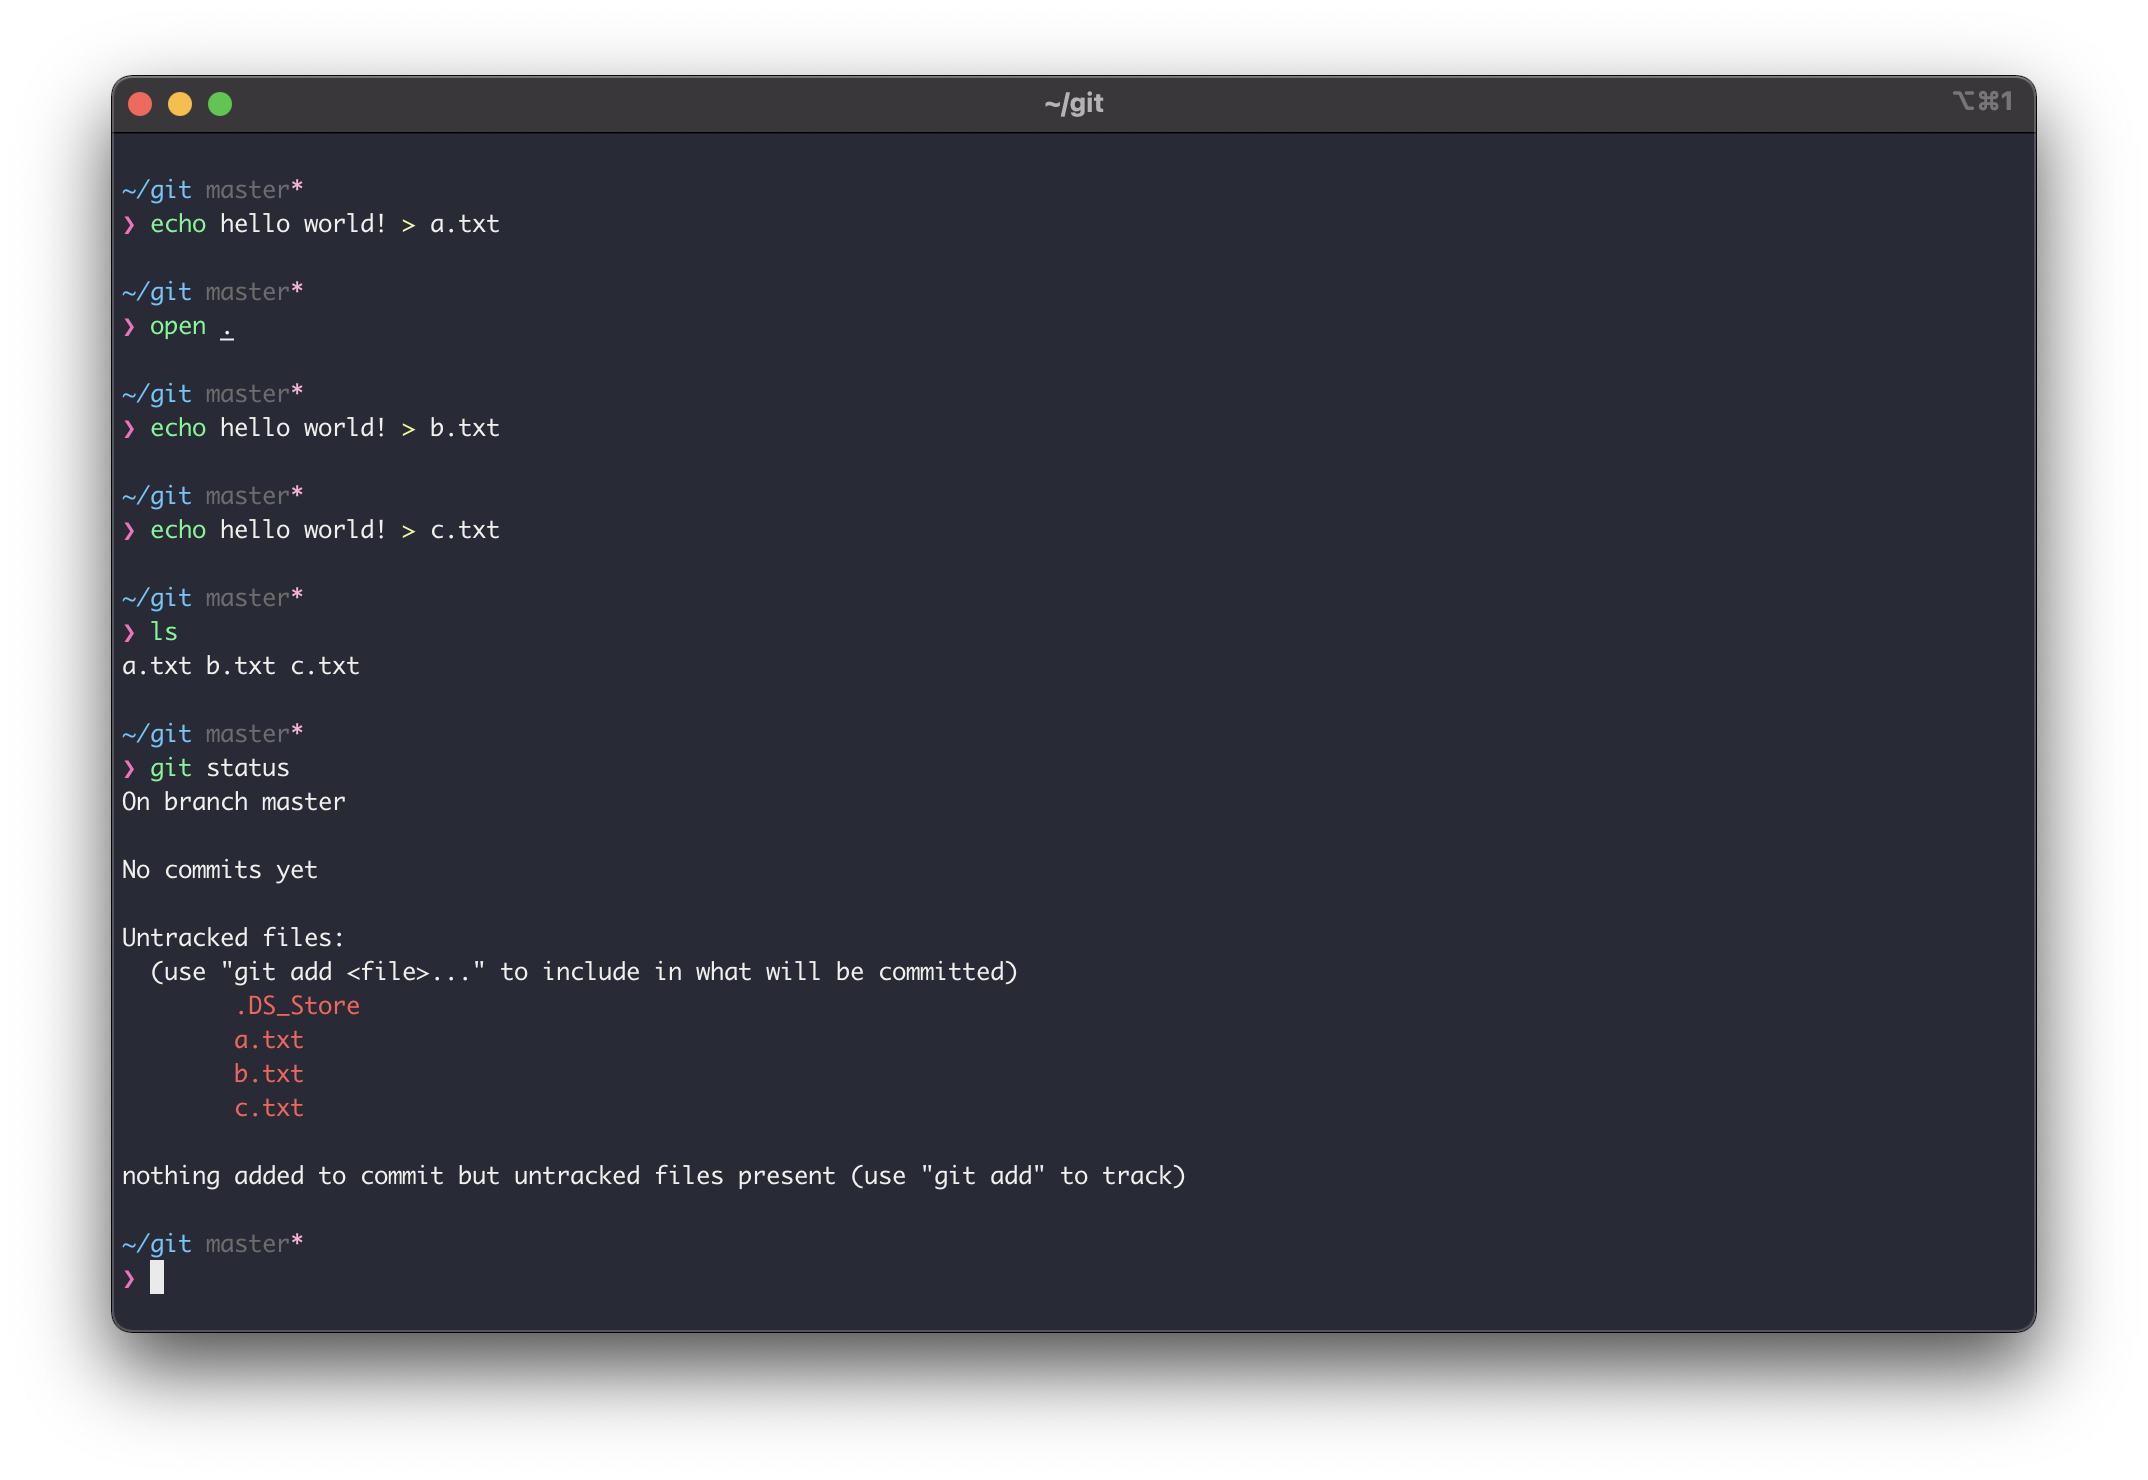 ~/git
⌥⌘1
~/git master*
❯ echo hello world! > a.txt
~/git master*
❯ open .
~/git master*
❯ echo hello world! > b.txt
~/git master*
❯ echo hello world! > c.txt
~/git master*
❯ ls
a.txt b.txt c.txt
~/git master*
❯ git status
On branch master
No commits yet
Untracked files:
  (use "git add <file>..." to include in what will be committed)
        .DS_Store
        a.txt
        b.txt
        c.txt
nothing added to commit but untracked files present (use "git add" to track)
~/git master*
❯